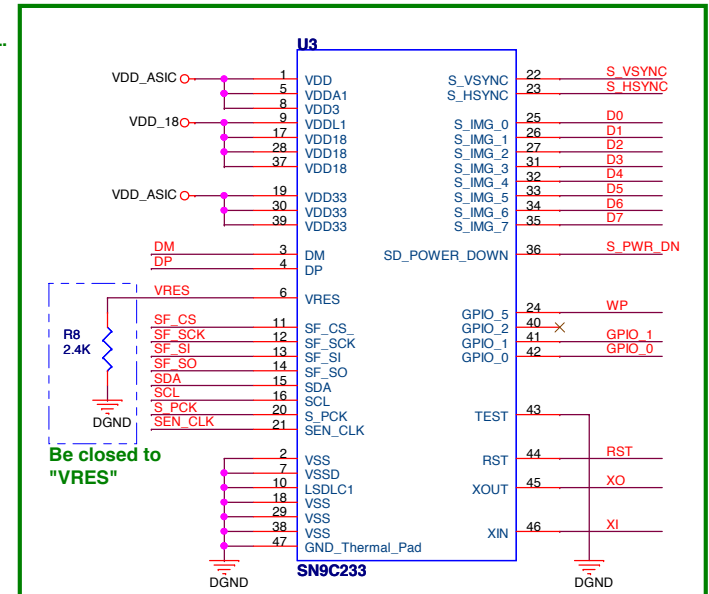 U3
VDD_ASIC
1 VDD
5 VDDA1
8 VDD3
VDD_18
9 VDDL1
17 VDD18
28 VDD18
37 VDD18
VDD_ASIC
19 VDD33
30 VDD33
39 VDD33
DM 3 DM
DP 4 DP
VRES 6 VRES
R8
2.4K
DGND
Be closed to
"VRES"
SF_CS 11 SF_CS_
SF_SCK 12 SF_SCK
SF_SI 13 SF_SI
SF_SO 14 SF_SO
SDA 15 SDA
SCL 16 SCL
S_PCK 20 S_PCK
SEN_CLK 21 SEN_CLK
2 VSS
7 VSSD
10 LSDLC1
18 VSS
29 VSS
38 VSS
47 GND_Thermal_Pad
DGND
SN9C233
S_VSYNC 22 S_VSYNC
S_HSYNC 23 S_HSYNC
S_IMG_0 25 D0
S_IMG_1 26 D1
S_IMG_2 27 D2
S_IMG_3 31 D3
S_IMG_4 32 D4
S_IMG_5 33 D5
S_IMG_6 34 D6
S_IMG_7 35 D7
SD_POWER_DOWN 36 S_PWR_DN
GPIO_5 24 WP
GPIO_2 40
GPIO_1 41 GPIO_1
GPIO_0 42 GPIO_0
TEST 43
RST 44 RST
XOUT 45 XO
XIN 46 XI
DGND